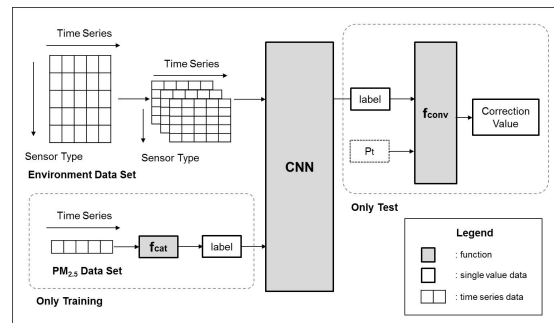 Time Series
Time Series
Sensor Type
Sensor Type
Environment Data Set
Time Series
PM2.5 Data Set
fcat
label
Only Training
CNN
label
Pt
fconv
Correction
Value
Only Test
Legend
: function
: single value data
: time series data